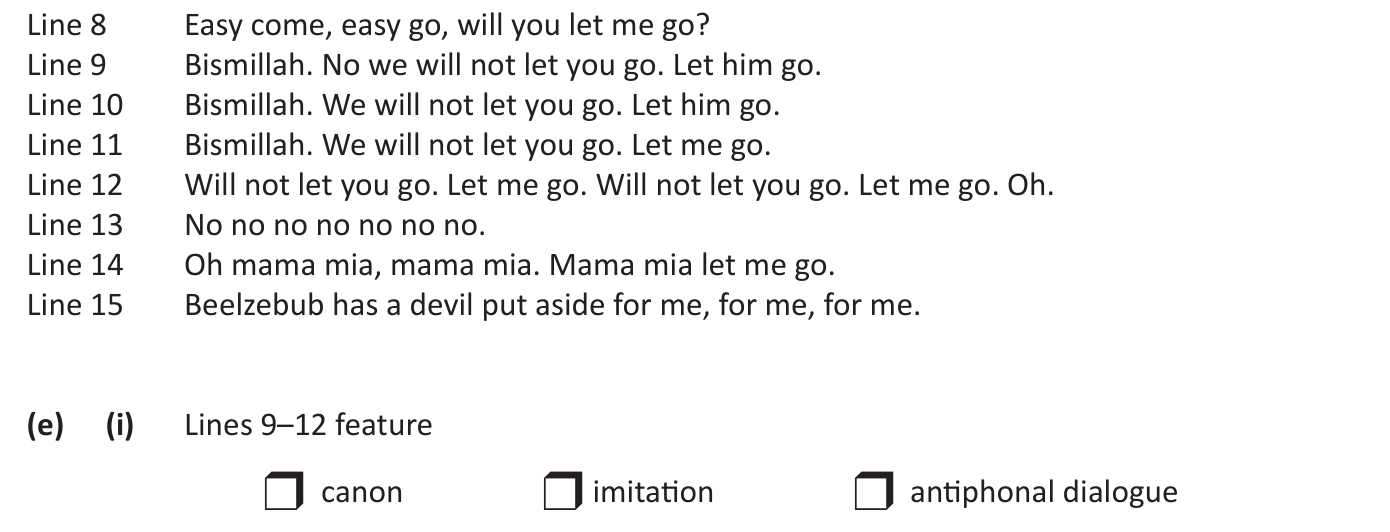 Line 8 Easy come, easy go, will you let me go?
Line 9 Bismillah. No we will not let you go. Let him go.
Line 10 Bismillah. We will not let you go. Let him go.
Line 11 Bismillah. We will not let you go. Let me go.
Line 12 Will not let you go. Let me go. Will not let you go. Let me go. Oh.
Line 13 No no no no no no no.
Line 14 Oh mama mia, mama mia. Mama mia let me go.
Line 15 Beelzebub has a devil put aside for me, for me, for me.
(e) (i) Lines 9–12 feature
canon imitation antiphonal dialogue